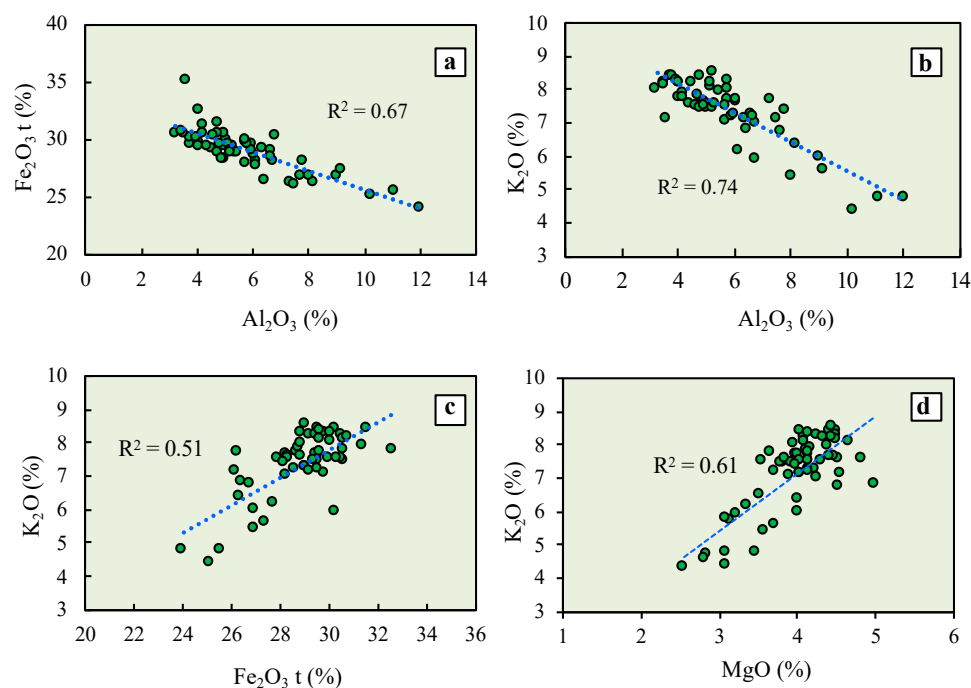 a
Fe₂O₃ t (%)
40
35
30
25
20
R² = 0.67
0 2 4 6 8 10 12 14
Al₂O₃ (%)
b
K₂O (%)
10
9
8
7
6
5
4
3
R² = 0.74
0 2 4 6 8 10 12 14
Al₂O₃ (%)
c
K₂O (%)
10
9
8
7
6
5
4
3
R² = 0.51
20 22 24 26 28 30 32 34 36
Fe₂O₃ t (%)
d
K₂O (%)
10
9
8
7
6
5
4
3
R² = 0.61
1 2 3 4 5 6
MgO (%)